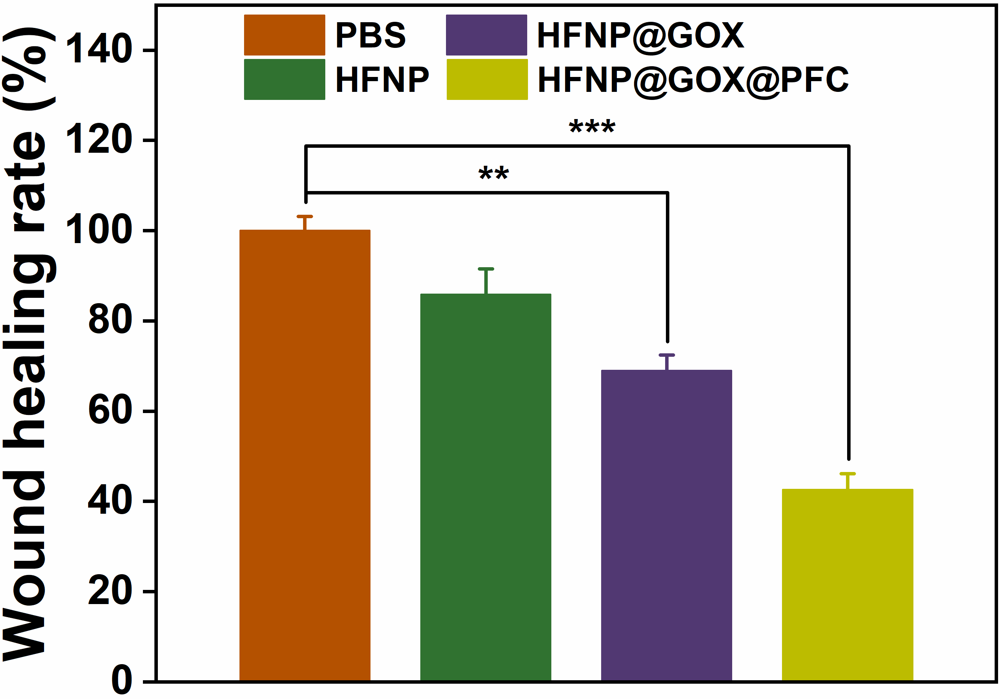 Wound healing rate (%)
140
120
100
80
60
40
20
0
PBS
HFNP@GOX
HFNP
HFNP@GOX@PFC
***
**